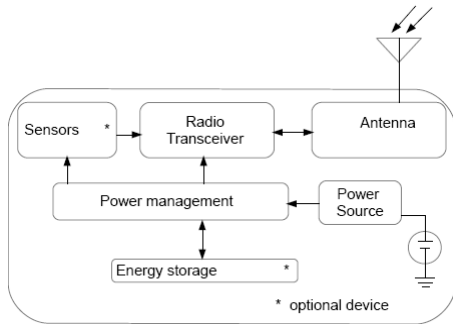 Sensors *
Radio
Transceiver
Antenna
Power management
Power
Source
Energy storage *
* optional device